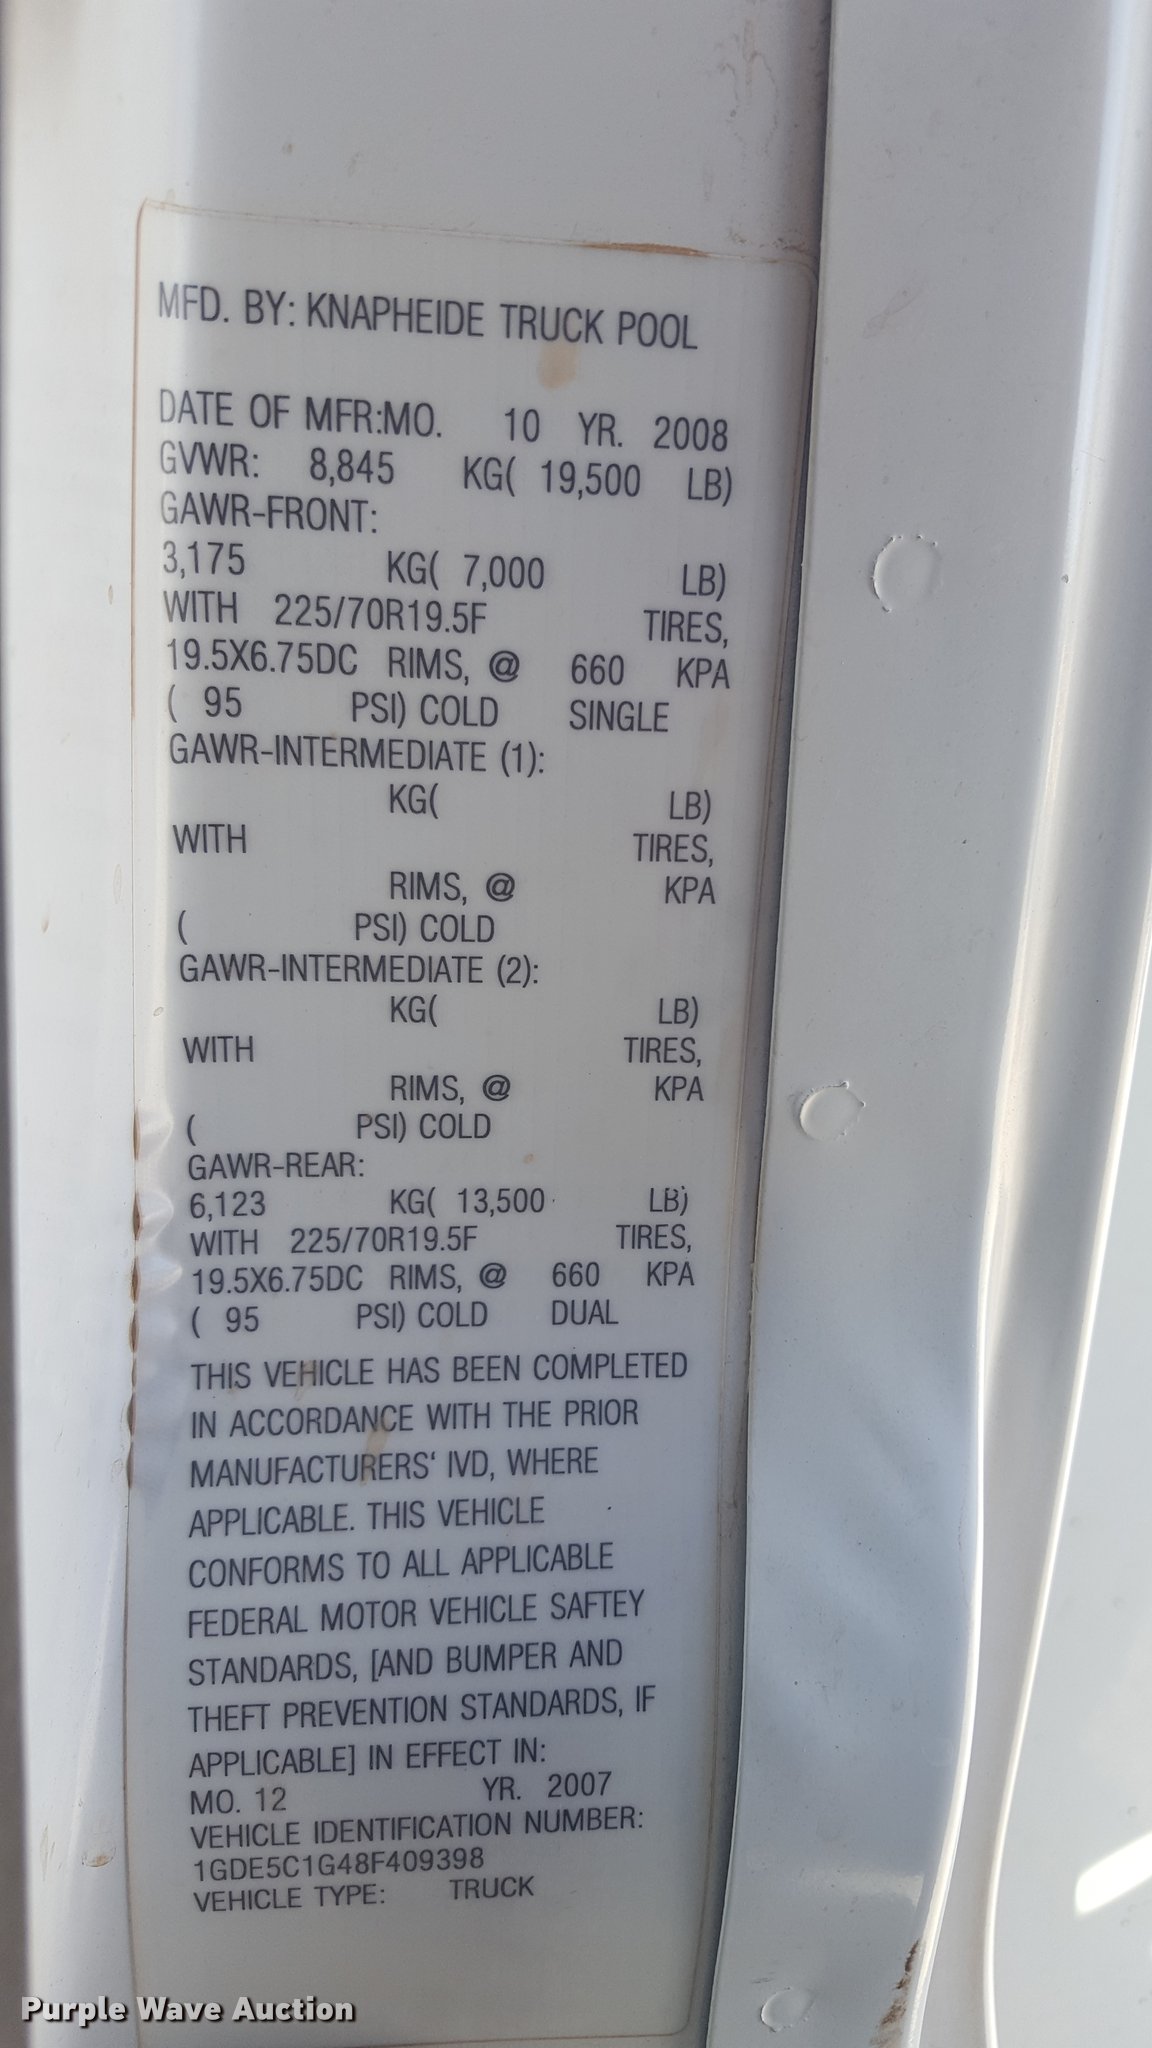 MFD. BY: KNAPHEIDE TRUCK POOL
DATE OF MFR:MO. 10 YR. 2008
GVWR: 8,845 KG( 19,500 LB)
GAWR-FRONT:
3,175 KG( 7,000 LB)
WITH 225/70R19.5F TIRES,
19.5X6.75DC RIMS, @ 660 KPA
( 95 PSI) COLD SINGLE
GAWR-INTERMEDIATE (1):
KG( LB)
WITH TIRES,
RIMS, @ KPA
( PSI) COLD
GAWR-INTERMEDIATE (2):
KG( LB)
WITH TIRES,
RIMS, @ KPA
( PSI) COLD
GAWR-REAR:
6,123 KG( 13,500 LB)
WITH 225/70R19.5F TIRES,
19.5X6.75DC RIMS, @ 660 KPA
( 95 PSI) COLD DUAL
THIS VEHICLE HAS BEEN COMPLETED
IN ACCORDANCE WITH THE PRIOR
MANUFACTURERS' IVD, WHERE
APPLICABLE. THIS VEHICLE
CONFORMS TO ALL APPLICABLE
FEDERAL MOTOR VEHICLE SAFTEY
STANDARDS, [AND BUMPER AND
THEFT PREVENTION STANDARDS, IF
APPLICABLE] IN EFFECT IN:
MO. 12 YR. 2007
VEHICLE IDENTIFICATION NUMBER:
1GDE5C1G48F409398
VEHICLE TYPE: TRUCK
Purple Wave Auction